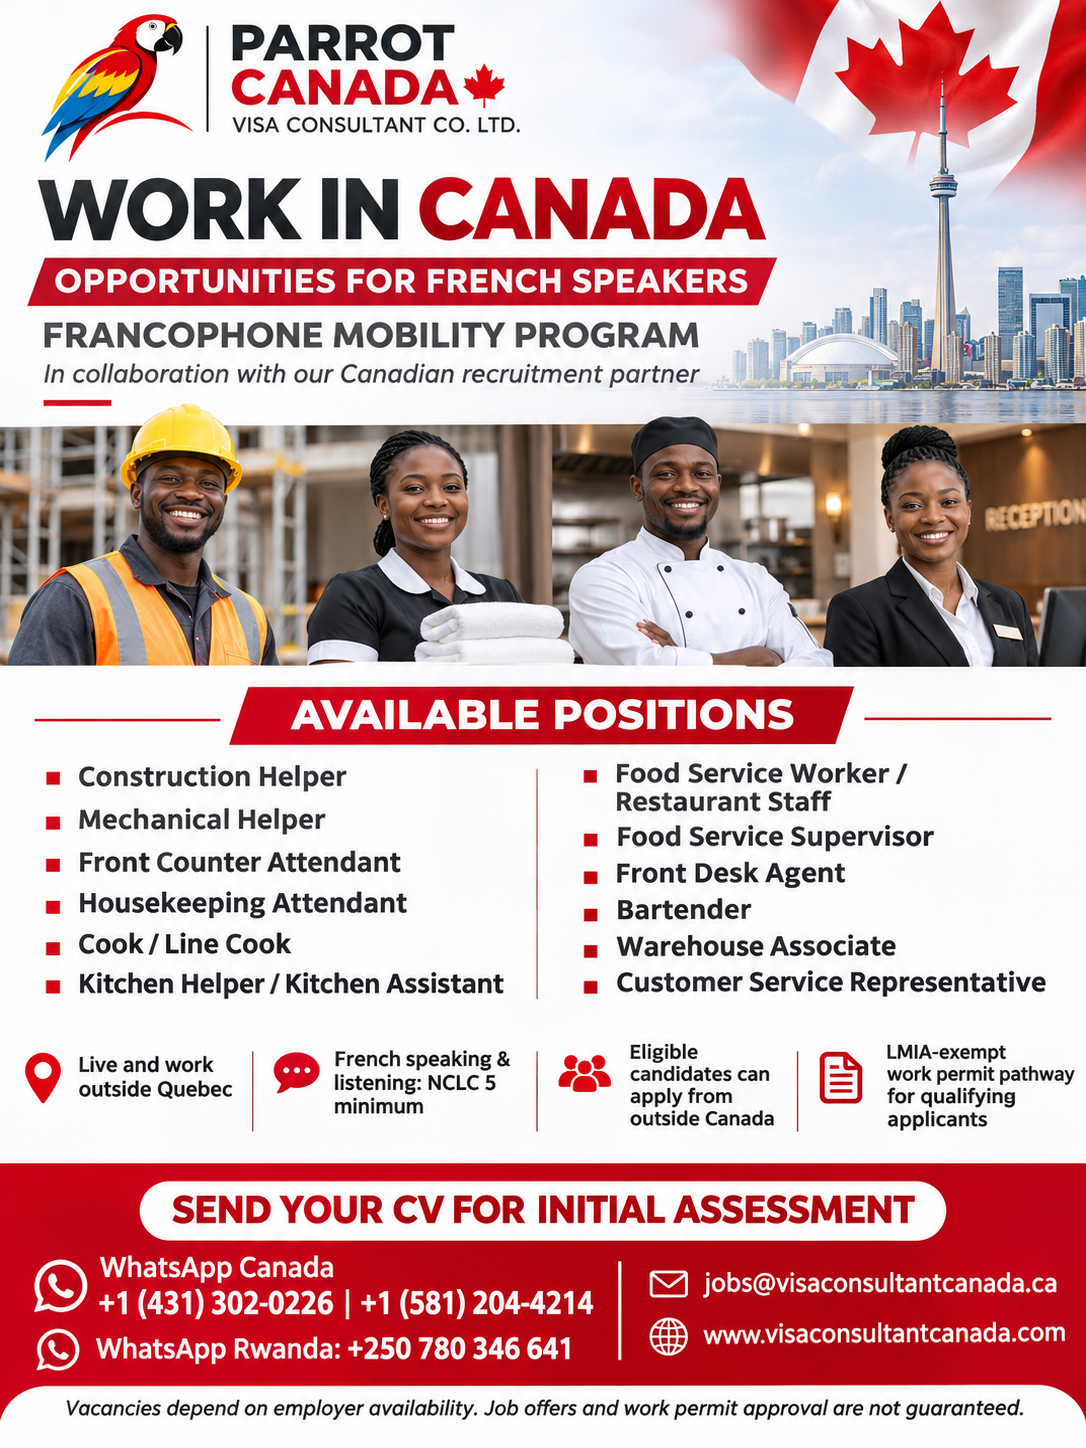 PARROT
CANADA
VISA CONSULTANT CO. LTD.
WORK IN CANADA
OPPORTUNITIES FOR FRENCH SPEAKERS
FRANCOPHONE MOBILITY PROGRAM
In collaboration with our Canadian recruitment partner
RECEPTION
AVAILABLE POSITIONS
Construction Helper
Mechanical Helper
Front Counter Attendant
Housekeeping Attendant
Cook / Line Cook
Kitchen Helper / Kitchen Assistant
Food Service Worker /
Restaurant Staff
Food Service Supervisor
Front Desk Agent
Bartender
Warehouse Associate
Customer Service Representative
Live and work
outside Quebec
French speaking &
listening: NCLC 5
minimum
Eligible
candidates can
apply from
outside Canada
LMIA-exempt
work permit pathway
for qualifying
applicants
SEND YOUR CV FOR INITIAL ASSESSMENT
WhatsApp Canada
+1 (431) 302-0226 | +1 (581) 204-4214
WhatsApp Rwanda: +250 780 346 641
jobs@visaconsultantcanada.ca
www.visaconsultantcanada.com
Vacancies depend on employer availability. Job offers and work permit approval are not guaranteed.